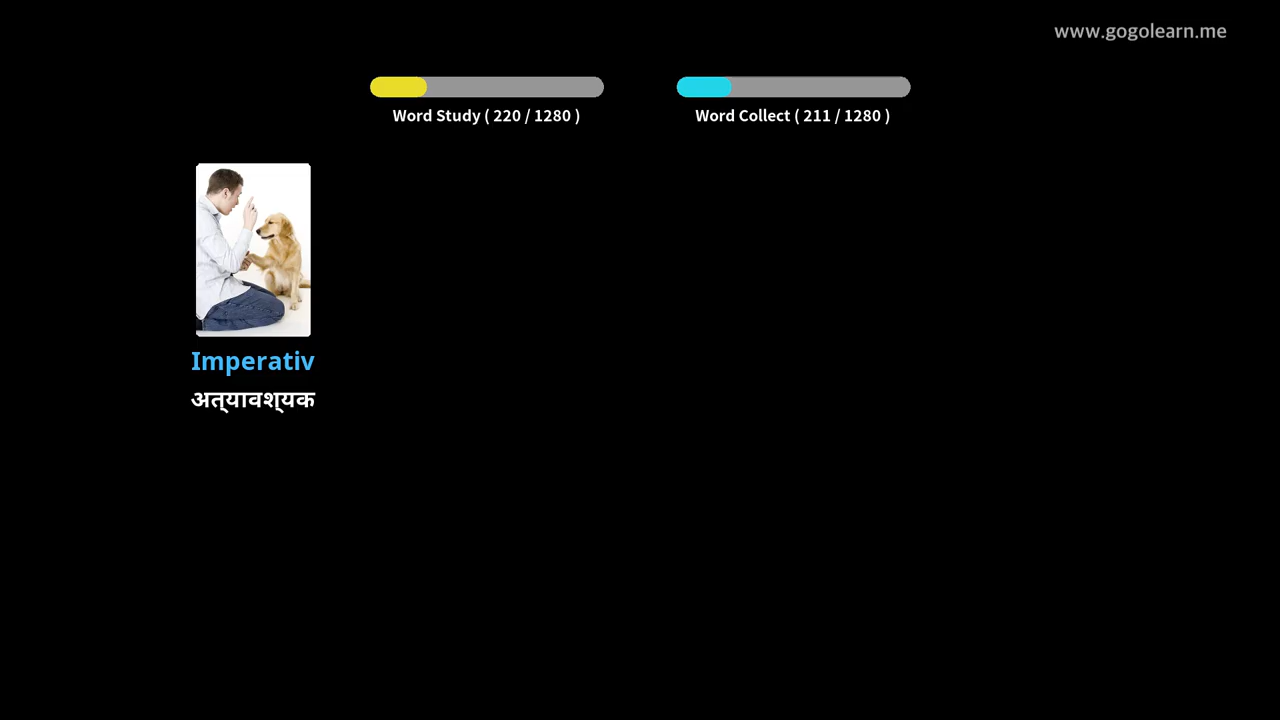 www.gogolearn.me
Word Study ( 220 / 1280 )
Word Collect ( 211 / 1280 )
Imperativ
अत्यावश्यक